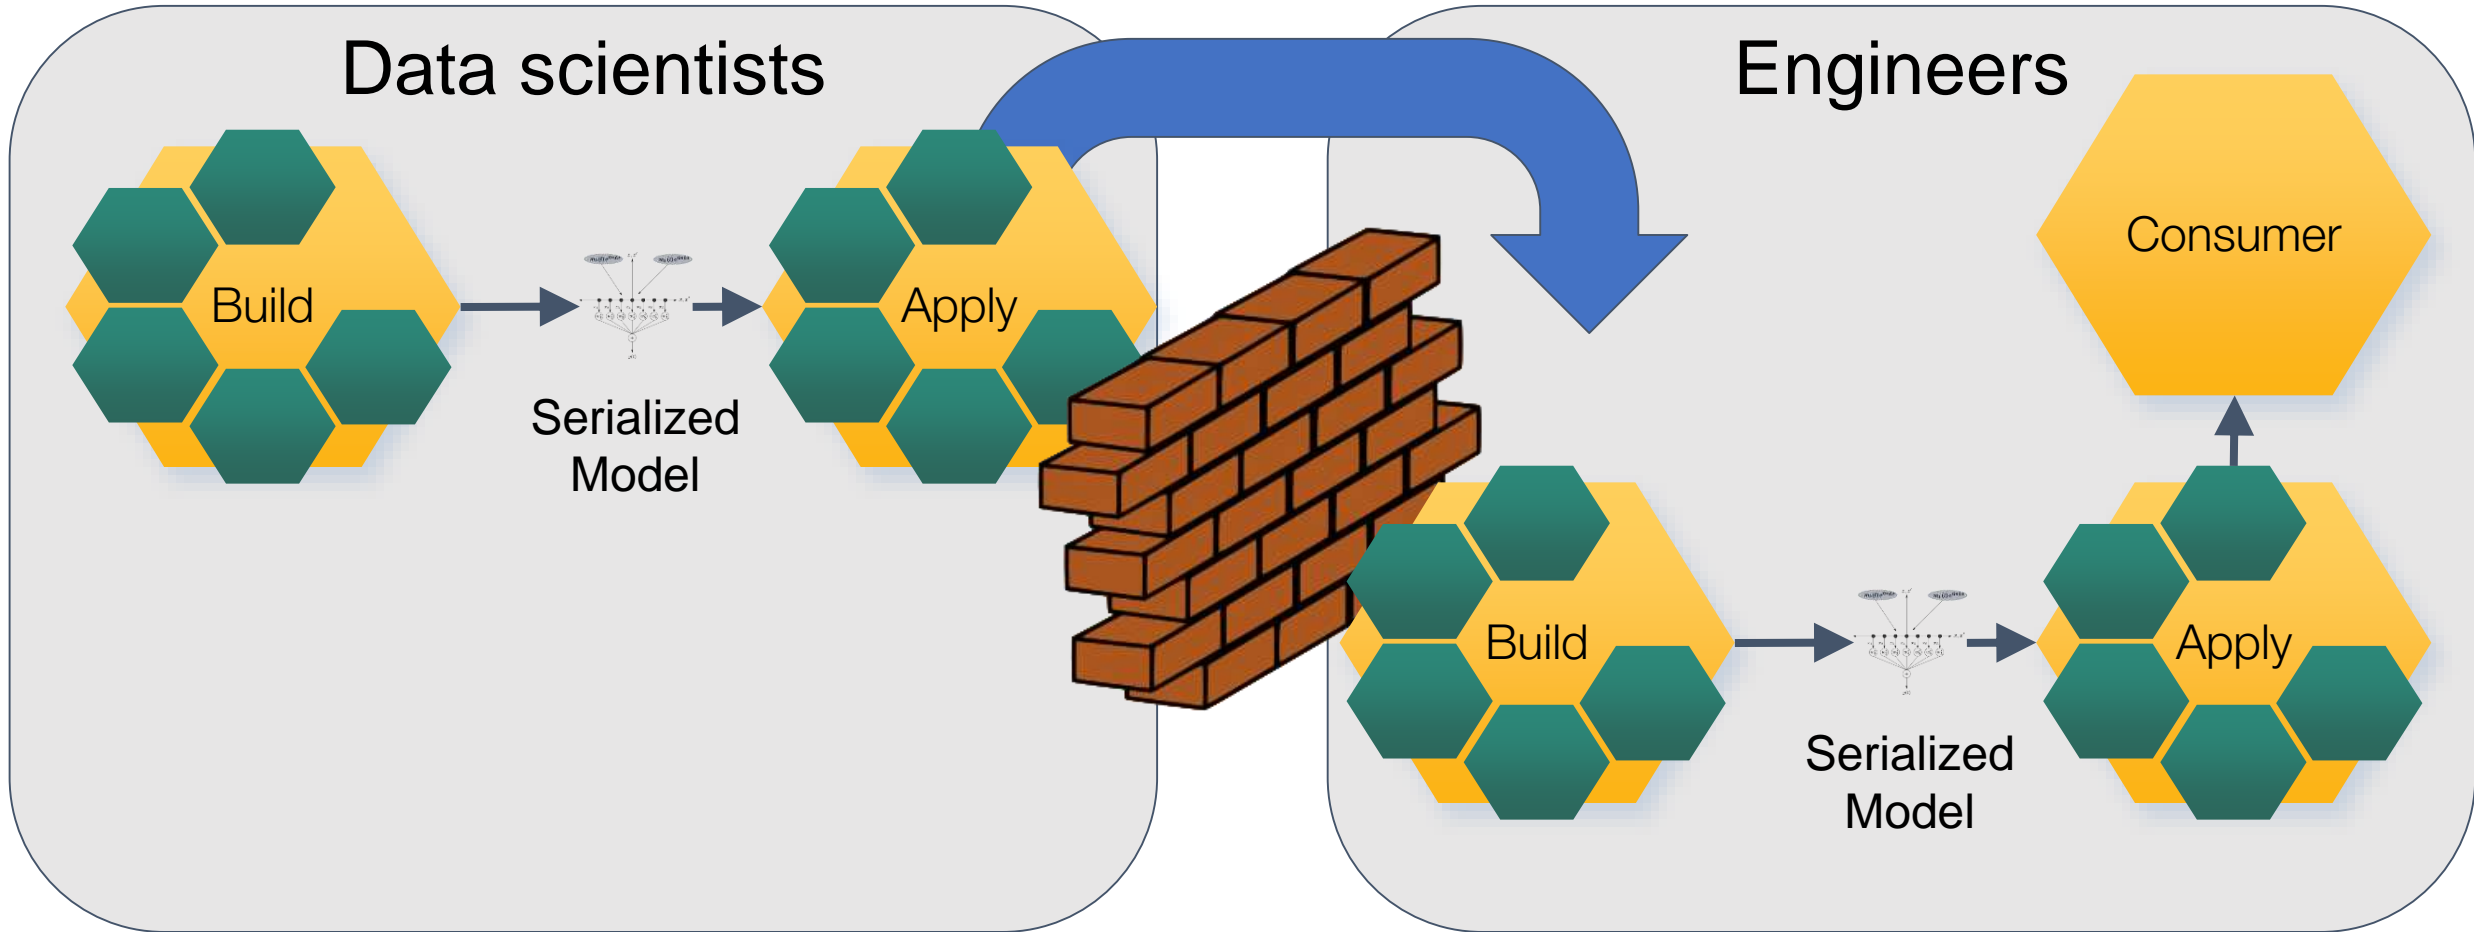 Data scientists
Build
Serialized
Model
Apply
Engineers
Consumer
Build
Serialized
Model
Apply